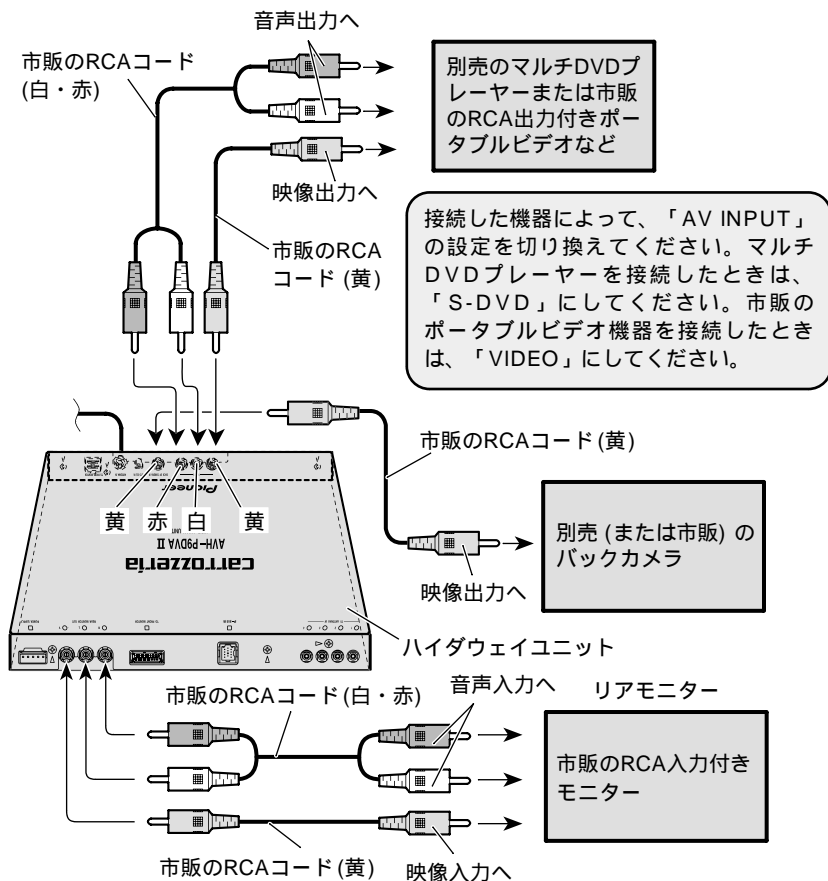 音声出力へ
市販のRCAコード
(白・赤)
別売のマルチDVDプ
レーヤーまたは市販
のRCA出力付きポー
タブルビデオなど
映像出力へ
市販のRCA
コード (黄)
接続した機器によって、「AV INPUT」
の設定を切り換えてください。マルチ
DVDプレーヤーを接続したときは、
「S-DVD」にしてください。市販の
ポータブルビデオ機器を接続したとき
は、「VIDEO」にしてください。
市販のRCAコード(黄)
Pioneer
黄 赤 白 黄
UNIT
AVH-P9DVA II
carrozzeria
別売 (または市販) の
バックカメラ
映像出力へ
ハイダウェイユニット
市販のRCAコード(白・赤)
音声入力へ
リアモニター
市販のRCA入力付き
モニター
市販のRCAコード(黄)
映像入力へ